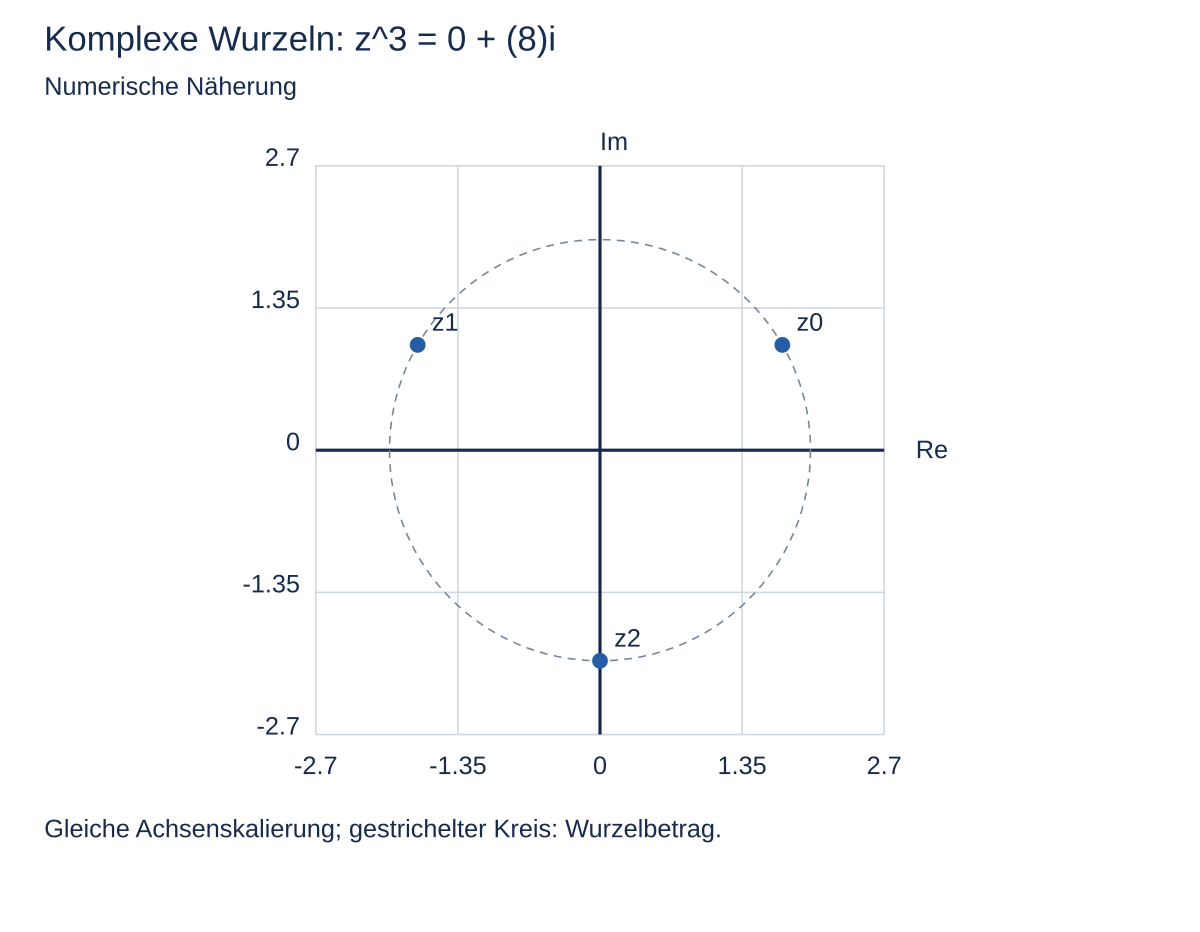 Komplexe Wurzeln: z^3 = 0 + (8)i
Numerische Näherung
Im
2.7
1.35
z1
z0
0
Re
-1.35
z2
-2.7
-2.7 -1.35 0 1.35 2.7
Gleiche Achsenskalierung; gestrichelter Kreis: Wurzelbetrag.